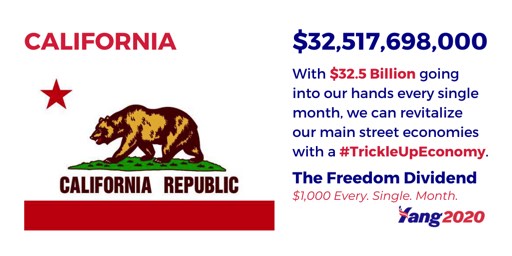 CALIFORNIA
CALIFORNIA REPUBLIC
$32,517,698,000
With $32.5 Billion going
into our hands every single
month, we can revitalize
our main street economies
with a #TrickleUpEconomy.
The Freedom Dividend
$1,000 Every. Single. Month.
Yang2020